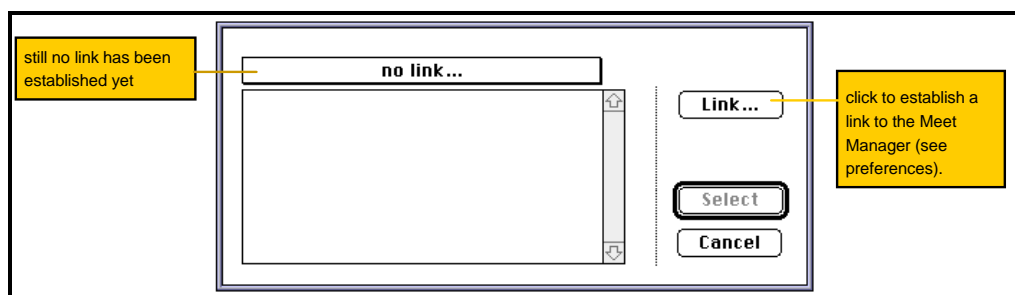 still no link has been
established yet
no link...
Link...
click to establish a
link to the Meet
Manager (see
preferences).
Select
Cancel